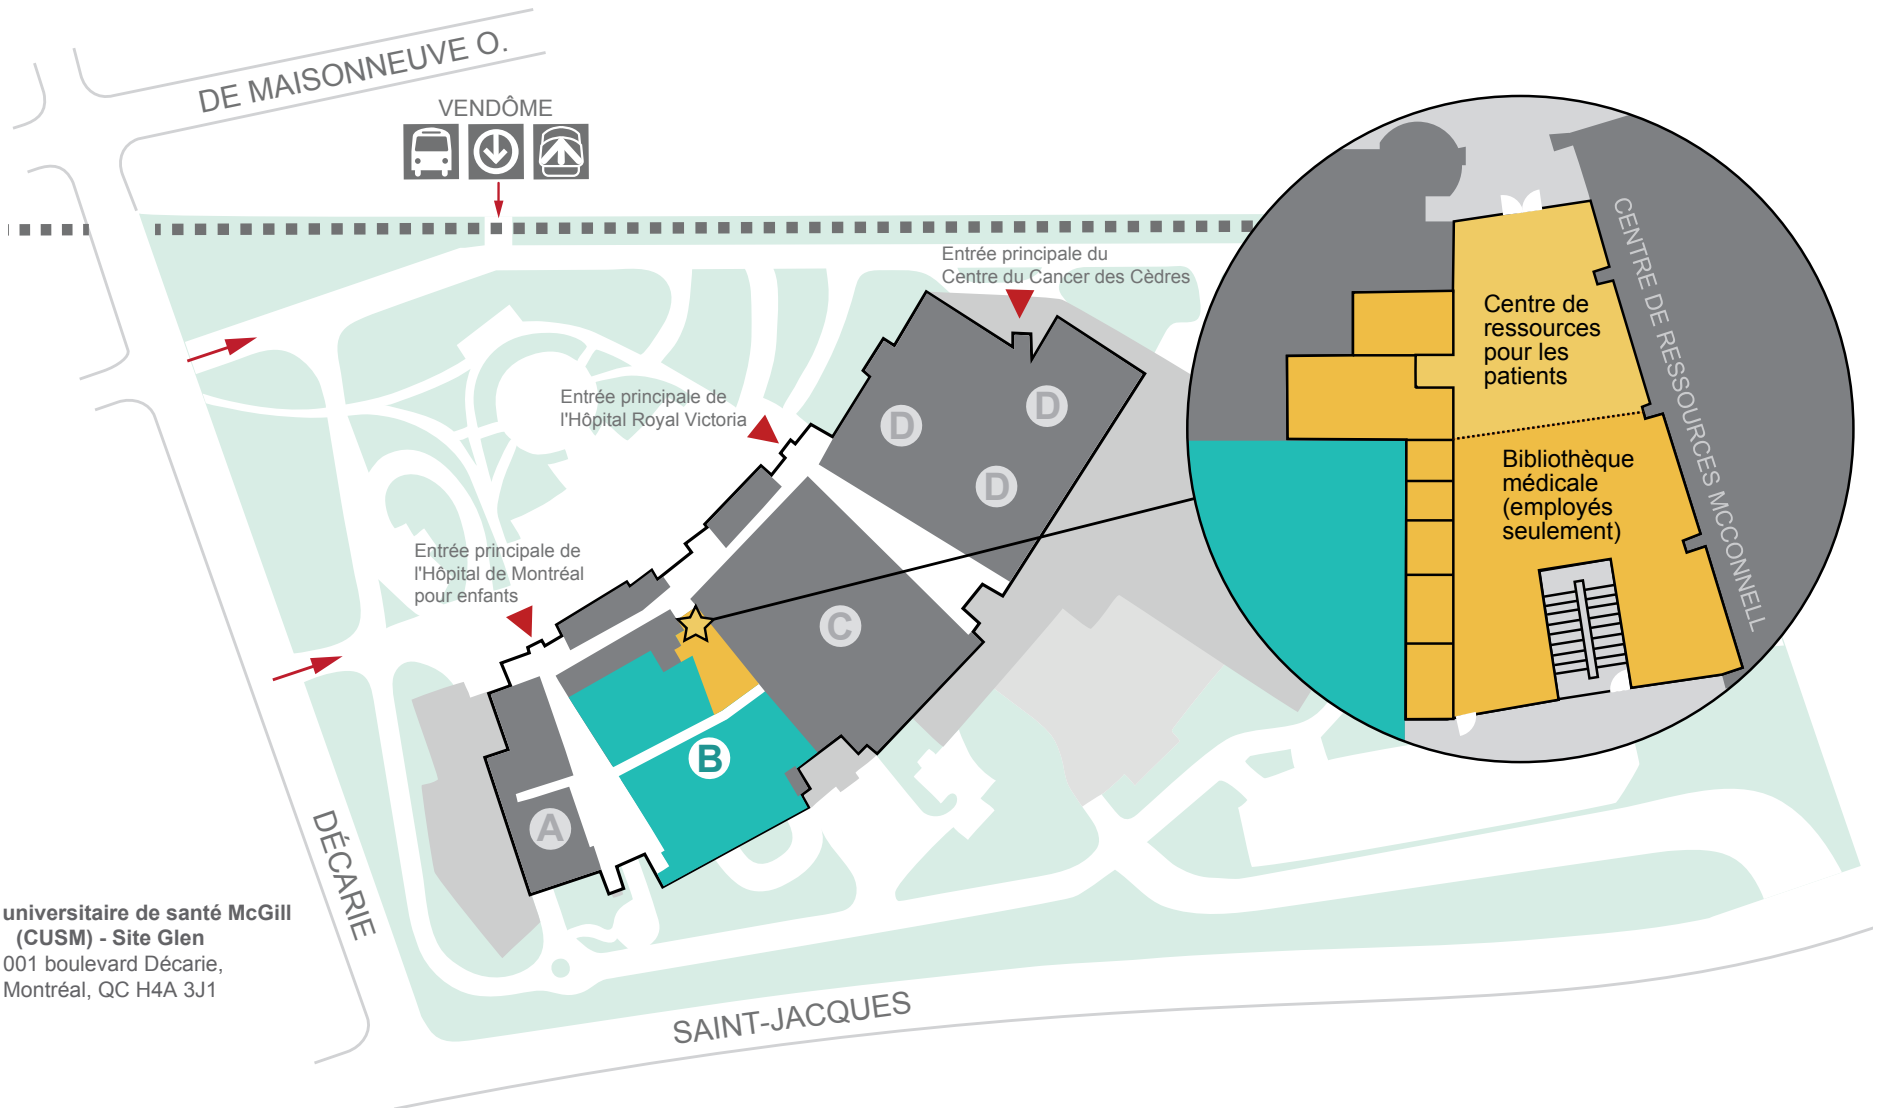 DE MAISONNEUVE O.
VENDÔME
Entrée principale du
Centre du Cancer des Cèdres
Entrée principale de
l'Hôpital Royal Victoria
Entrée principale de
l'Hôpital de Montréal
pour enfants
D
D
D
C
B
A
Centre de
ressources
pour les
patients
Bibliothèque
médicale
(employés
seulement)
CENTRE DE RESSOURCES MCCONNELL
DÉCARIE
universitaire de santé McGill
(CUSM) - Site Glen
001 boulevard Décarie,
Montréal, QC H4A 3J1
SAINT-JACQUES